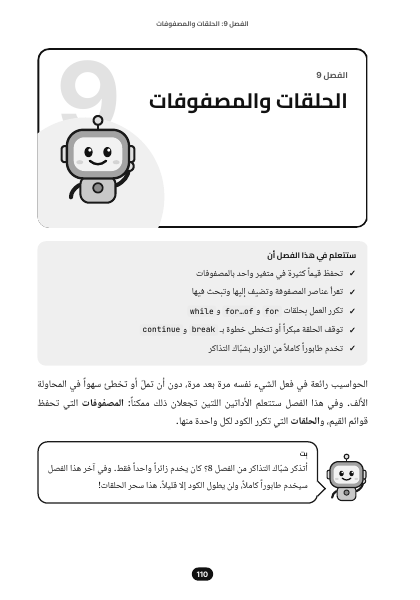 الفصل 9: الحلقات والمصفوفات
9
الفصل 9
الحلقات والمصفوفات
ستتعلم في هذا الفصل أن
✓ تحفظ قيماً كثيرة في متغير واحد بالمصفوفات
✓ تقرأ عناصر المصفوفة وتضيف إليها وتبحث فيها
✓ تكرر العمل بحلقات for و for…of و while
✓ توقف الحلقة مبكراً أو تتخطى خطوة بـ break و continue
✓ تخدم طابوراً كاملاً من الزوار بشبّاك التذاكر
الحواسيب رائعة في فعل الشيء نفسه مرة بعد مرة، دون أن تملّ أو تخطئ سهواً في المحاولة
الألف. وفي هذا الفصل ستتعلم الأداتين اللتين تجعلان ذلك ممكناً: المصفوفات التي تحفظ
قوائم القيم، والحلقات التي تكرر الكود لكل واحدة منها.
بت
أتذكر شبّاك التذاكر من الفصل 8؟ كان يخدم زائراً واحداً فقط. وفي آخر هذا الفصل
سيخدم طابوراً كاملاً، ولن يطول الكود إلا قليلاً. هذا سحر الحلقات!
110